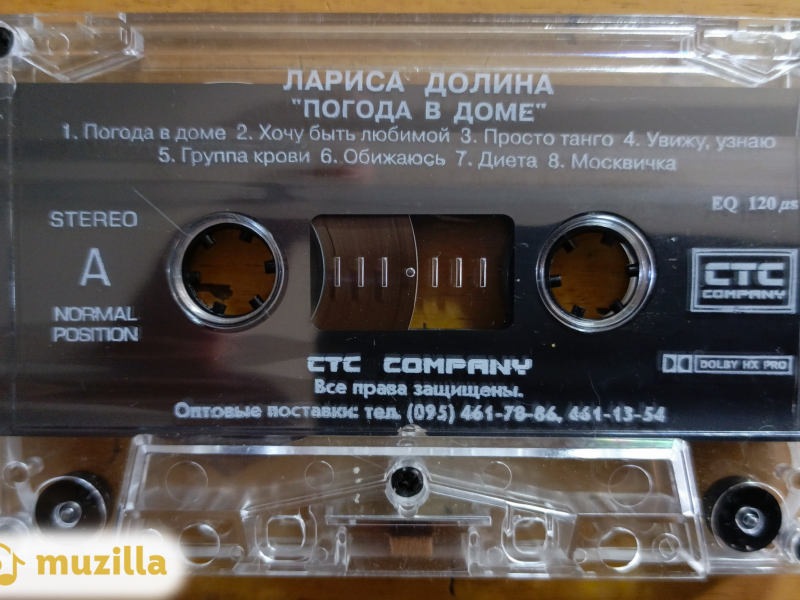 ЛАРИСА ДОЛИНА
"ПОГОДА В ДОМЕ"
1. Погода в доме 2. Хочу быть любимой 3. Просто танго 4. Увижу, узнаю
5. Группа крови 6. Обижаюсь 7. Диета 8. Москвичка
EQ 120 µs
STEREO
A
NORMAL
POSITION
CTC
COMPANY
CTC COMPANY
DOLBY HX PRO
Все права защищены.
Оптовые поставки: тел. (095) 461-78-86, 461-13-54
muzilla